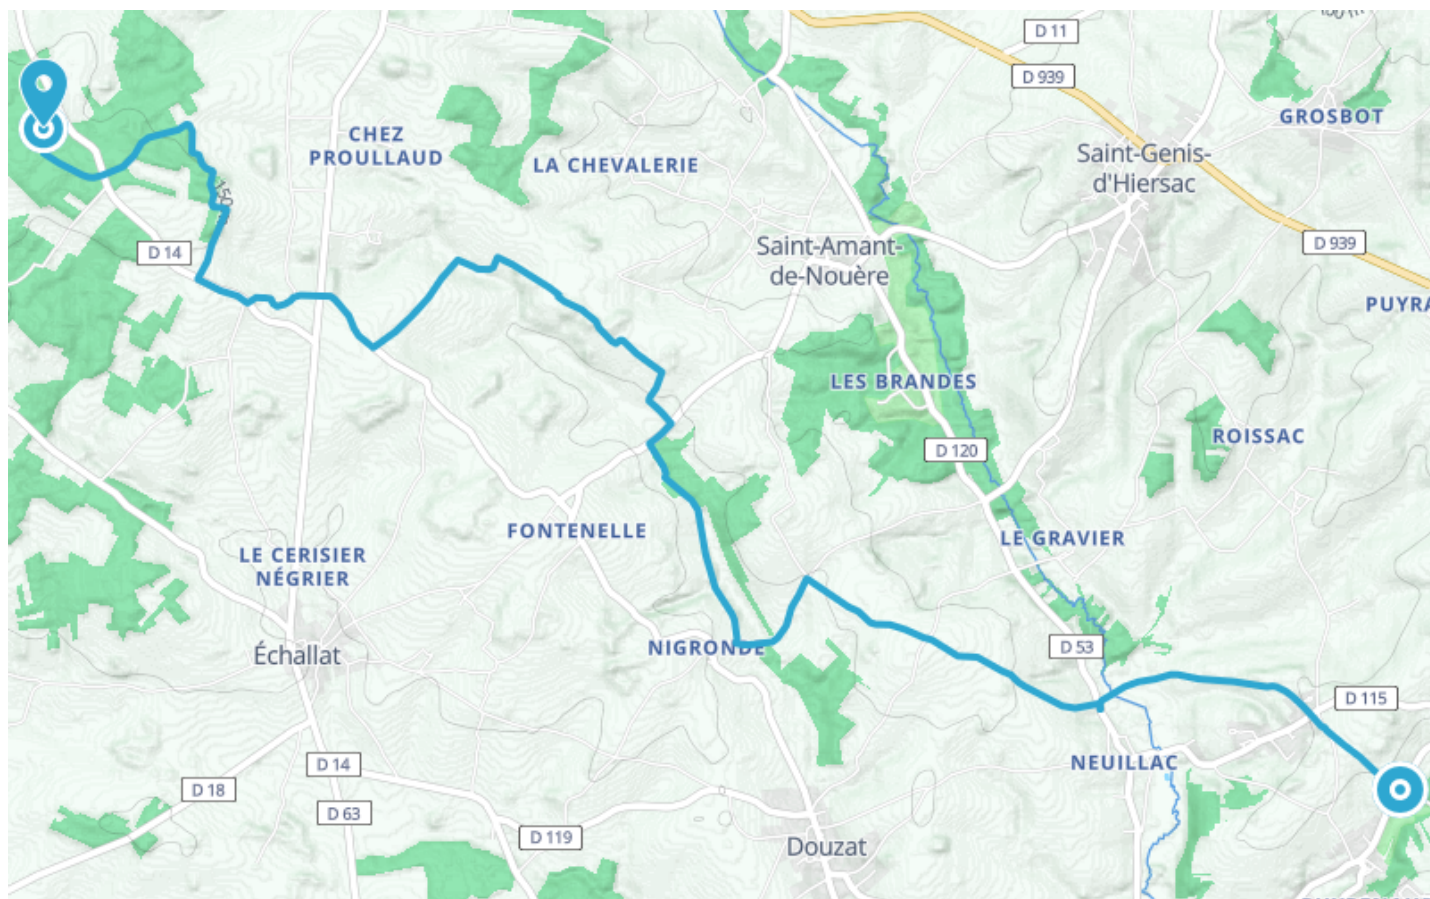 D 11
D 939
GROSBOT
CHEZ
PROULLAUD
LA CHEVALERIE
Saint-Genis-
d'Hiersac
150
D 14
Saint-Amant-
de-Nouère
D 939
PUYRA
LES BRANDES
ROISSAC
D 120
FONTENELLE
LE GRAVIER
LE CERISIER
NÉGRIER
Échallat
NIGRONDE
D 53
D 115
D 14
NEUILLAC
D 18
D 63
D 119
Douzat